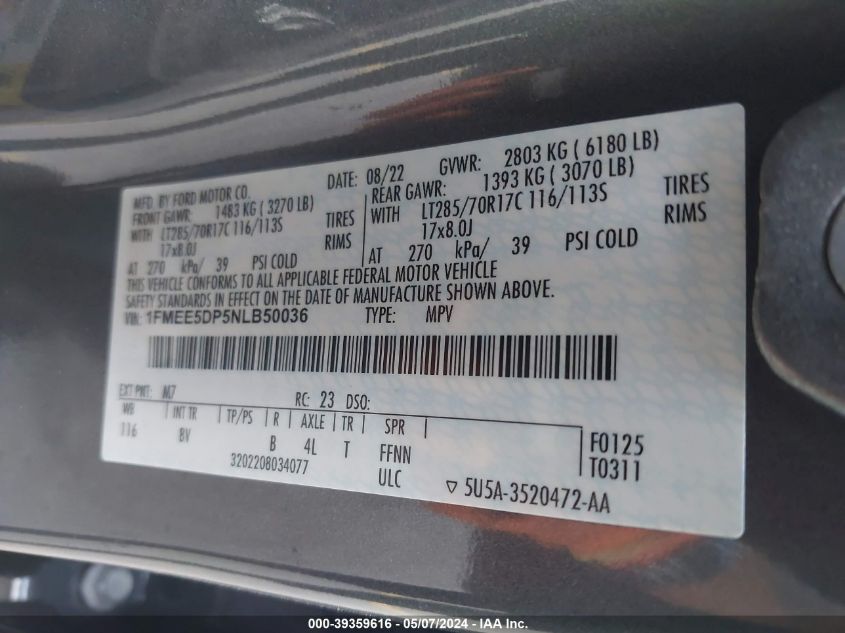 MFD. BY FORD MOTOR CO. DATE: 08/22 GVWR: 2803 KG ( 6180 LB)
FRONT GAWR: 1483 KG ( 3270 LB) REAR GAWR: 1393 KG ( 3070 LB)
WITH LT285/70R17C 116/113S TIRES WITH LT285/70R17C 116/113S TIRES
17x8.0J RIMS 17x8.0J RIMS
AT 270 kPa/ 39 PSI COLD AT 270 kPa/ 39 PSI COLD
THIS VEHICLE CONFORMS TO ALL APPLICABLE FEDERAL MOTOR VEHICLE
SAFETY STANDARDS IN EFFECT ON THE DATE OF MANUFACTURE SHOWN ABOVE.
VIN: 1FMEE5DP5NLB50036 TYPE: MPV
EXT PNT: M7 RC: 23 DSO:
WB INT TR TP/PS R AXLE TR SPR
116 BV B 4L T FFNN F0125
3202208034077 ULC T0311
5U5A-3520472-AA
000-39359616 - 05/07/2024 - © IAA Inc.